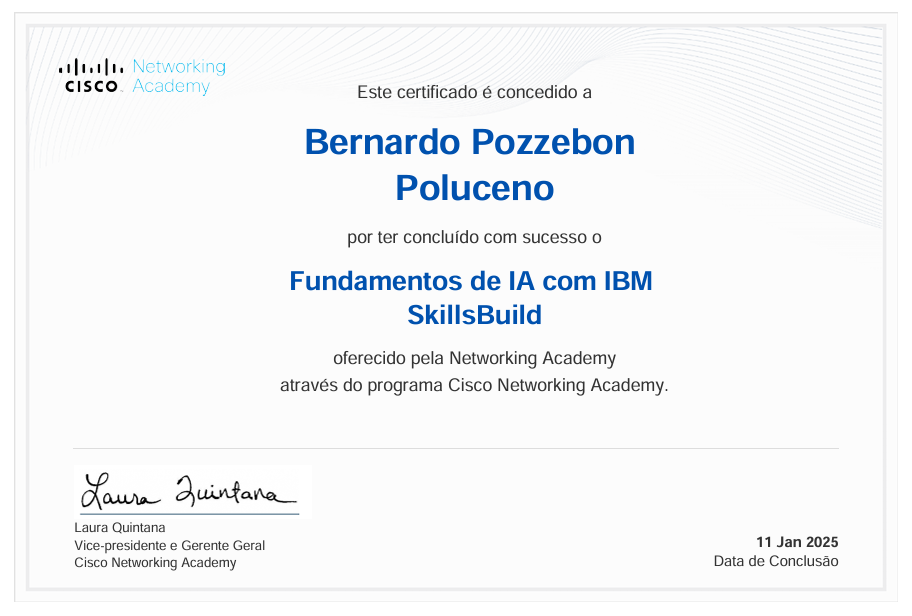 Networking
CISCO Academy
Este certificado é concedido a
Bernardo Pozzebon
Poluceno
por ter concluído com sucesso o
Fundamentos de IA com IBM
SkillsBuild
oferecido pela Networking Academy
através do programa Cisco Networking Academy.
Laura Quintana
Laura Quintana
Vice-presidente e Gerente Geral
Cisco Networking Academy
11 Jan 2025
Data de Conclusão